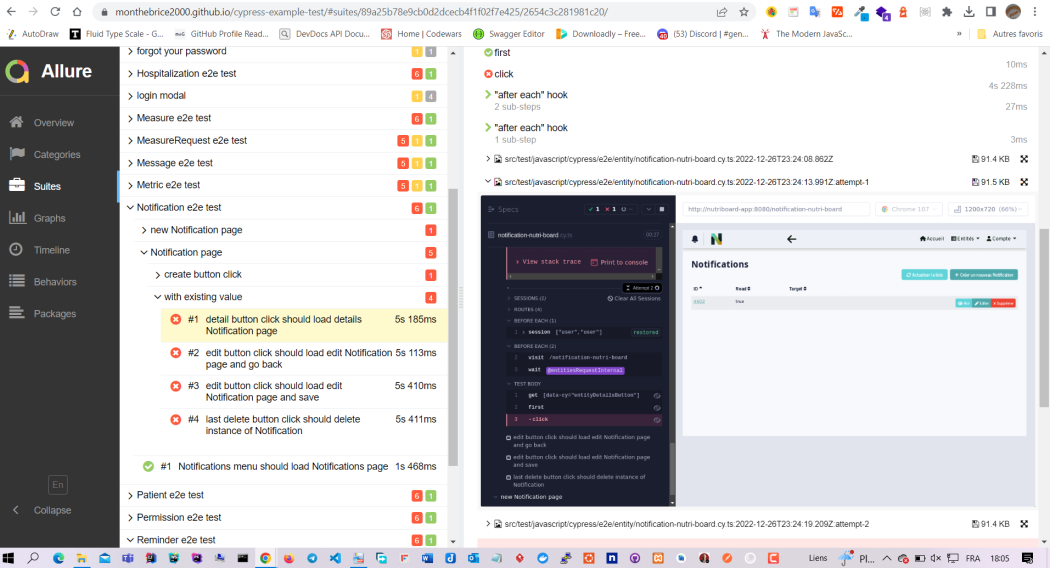 monthebrice2000.github.io/cypress-example-test/#suites/89a25b78e9cb0d2dcecb4f1f02f7e425/2654c3c281981c20/
AutoDraw
Fluid Type Scale - G...
GitHub Profile Read...
DevDocs API Docu...
Home | Codewars
Swagger Editor
Downloadly – Free...
(53) Discord | #gen...
The Modern JavaSc...
»
Autres favoris
Allure
Overview
Categories
Suites
Graphs
Timeline
Behaviors
Packages
En
Collapse
forgot your password 1 1
Hospitalization e2e test 6 1
login modal 1 4
Measure e2e test 6 1
MeasureRequest e2e test 5 1 1
Message e2e test 5 1 1
Metric e2e test 5 1 1
Notification e2e test 6 1
new Notification page 1
Notification page 5
create button click 1
with existing value 4
#1 detail button click should load details 5s 185ms
Notification page
#2 edit button click should load edit Notification 5s 113ms
page and go back
#3 edit button click should load edit 5s 410ms
Notification page and save
#4 last delete button click should delete 5s 411ms
instance of Notification
#1 Notifications menu should load Notifications page 1s 468ms
Patient e2e test 6 1
Permission e2e test 6 1
Reminder e2e test 6 1
first
10ms
click
4s 228ms
"after each" hook
2 sub-steps 27ms
"after each" hook
1 sub-step 3ms
src/test/javascript/cypress/e2e/entity/notification-nutri-board.cy.ts:2022-12-26T23:24:08.862Z 91.4 KB
src/test/javascript/cypress/e2e/entity/notification-nutri-board.cy.ts:2022-12-26T23:24:13.991Z:attempt-1 91.5 KB
Specs 1 1
notification-nutri-board.cy.ts 00:27
View stack trace Print to console
Attempt 2
SESSIONS (1) Clear All Sessions
ROUTES (4)
BEFORE EACH (1)
1 session ["user","user"] restored
BEFORE EACH (2)
1 visit /notification-nutri-board
2 wait @entitiesRequestInternal
TEST BODY
1 get [data-cy="entityDetailsButton"]
2 first
3 -click
edit button click should load edit Notification page
and go back
edit button click should load edit Notification page
and save
last delete button click should delete instance of
Notification
new Notification page
http://nutriboard-app:8080/notification-nutri-board
Chrome 107
1200x720 (66%)
Accueil
Entités
Compte
Notifications
ID
Read
Target
true
src/test/javascript/cypress/e2e/entity/notification-nutri-board.cy.ts:2022-12-26T23:24:19.209Z:attempt-2 91.4 KB
Liens
PL...
FRA
18:05